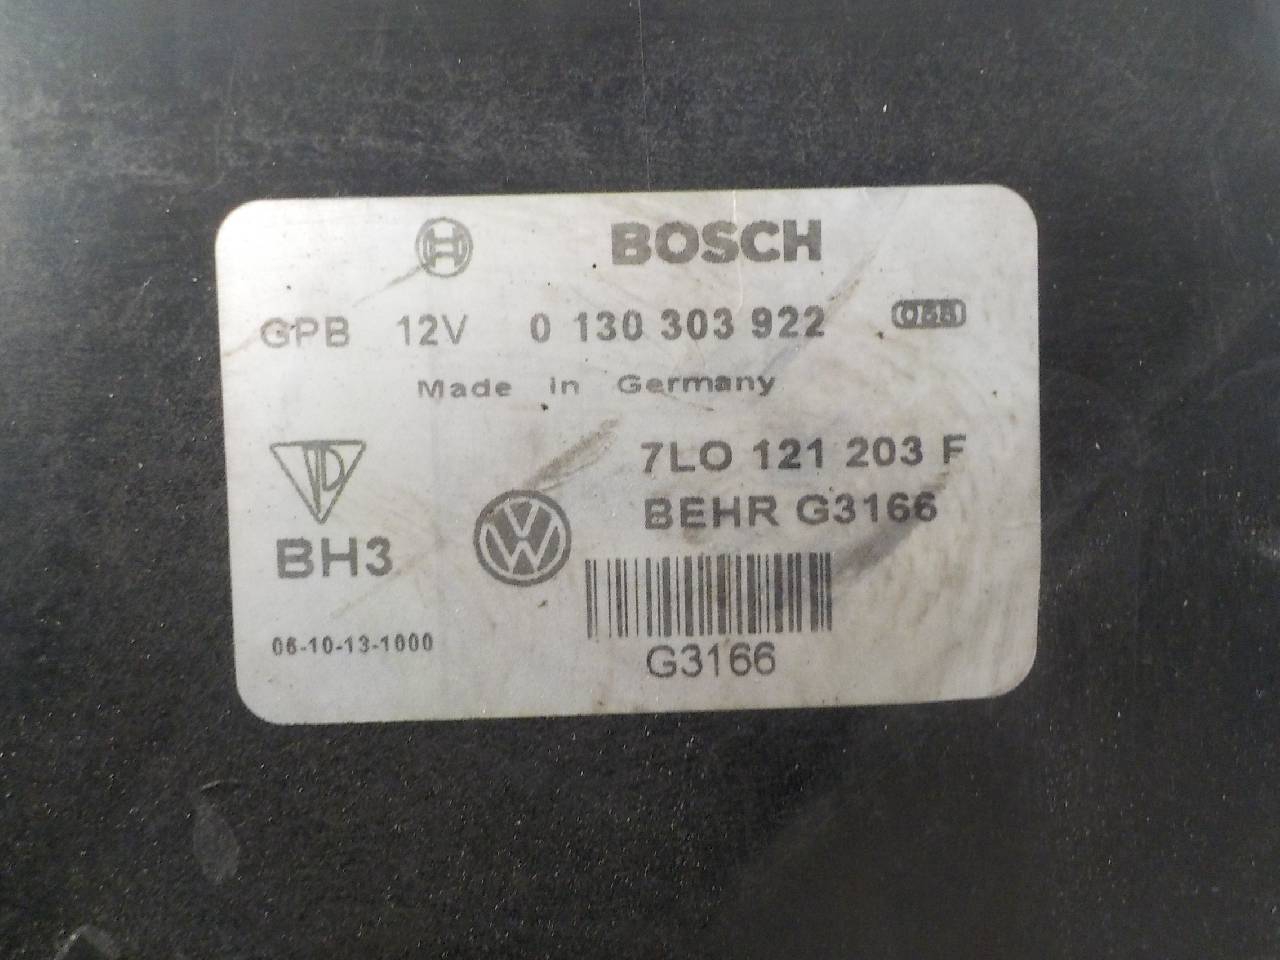 BOSCH
GPB 12V 0 130 303 922
Made in Germany
7LO 121 203 F
BEHR G3166
BH3
06-10-13-1000
G3166